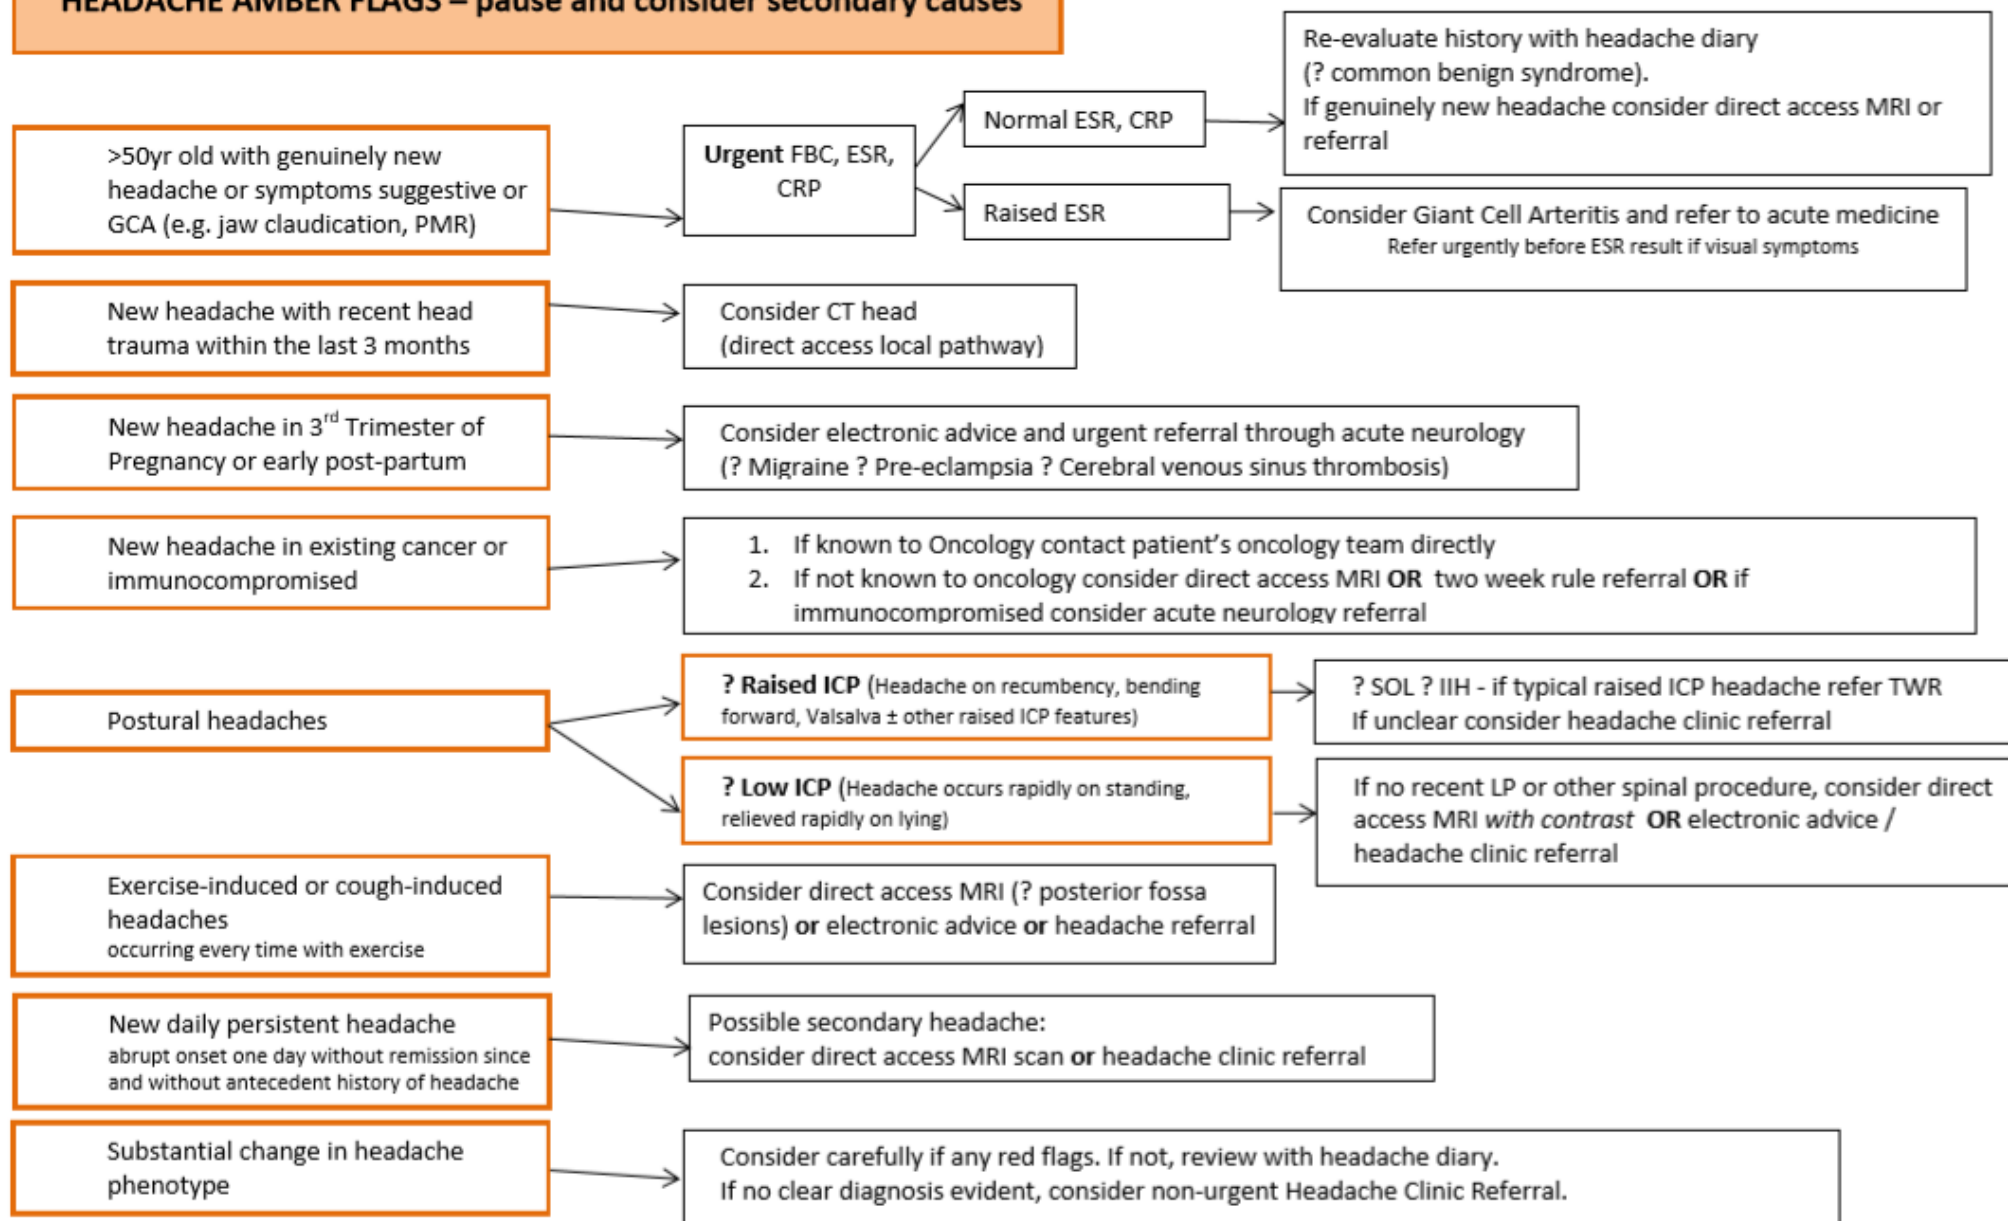 HEADACHE AMBER FLAGS – pause and consider secondary causes
>50yr old with genuinely new
headache or symptoms suggestive or
GCA (e.g. jaw claudication, PMR)
Urgent FBC, ESR,
CRP
Normal ESR, CRP
Re-evaluate history with headache diary
(? common benign syndrome).
If genuinely new headache consider direct access MRI or
referral
Raised ESR
Consider Giant Cell Arteritis and refer to acute medicine
Refer urgently before ESR result if visual symptoms
New headache with recent head
trauma within the last 3 months
Consider CT head
(direct access local pathway)
New headache in 3rd Trimester of
Pregnancy or early post-partum
Consider electronic advice and urgent referral through acute neurology
(? Migraine ? Pre-eclampsia ? Cerebral venous sinus thrombosis)
New headache in existing cancer or
immunocompromised
1. If known to Oncology contact patient's oncology team directly
2. If not known to oncology consider direct access MRI OR two week rule referral OR if
immunocompromised consider acute neurology referral
Postural headaches
? Raised ICP (Headache on recumbency, bending
forward, Valsalva ± other raised ICP features)
? SOL ? IIH - if typical raised ICP headache refer TWR
If unclear consider headache clinic referral
? Low ICP (Headache occurs rapidly on standing,
relieved rapidly on lying)
If no recent LP or other spinal procedure, consider direct
access MRI with contrast OR electronic advice /
headache clinic referral
Exercise-induced or cough-induced
headaches
occurring every time with exercise
Consider direct access MRI (? posterior fossa
lesions) or electronic advice or headache referral
New daily persistent headache
abrupt onset one day without remission since
and without antecedent history of headache
Possible secondary headache:
consider direct access MRI scan or headache clinic referral
Substantial change in headache
phenotype
Consider carefully if any red flags. If not, review with headache diary.
If no clear diagnosis evident, consider non-urgent Headache Clinic Referral.